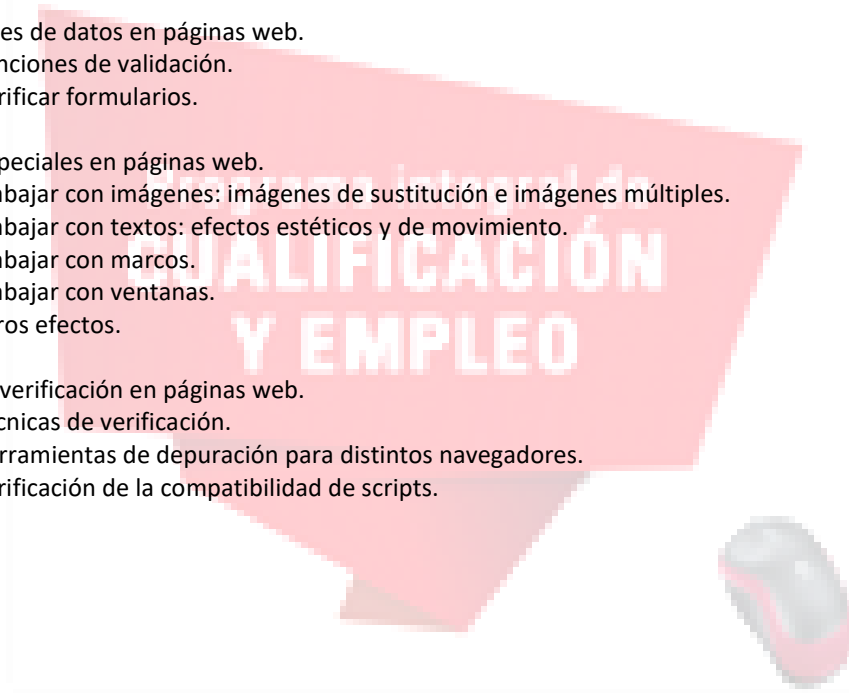 es de datos en páginas web.
nciones de validación.
rificar formularios.
peciales en páginas web.
abajar con imágenes: imágenes de sustitución e imágenes múltiples.
abajar con textos: efectos estéticos y de movimiento.
abajar con marcos.
abajar con ventanas.
ros efectos.
verificación en páginas web.
cnicas de verificación.
rramientas de depuración para distintos navegadores.
rificación de la compatibilidad de scripts.
Programa integral de
CUALIFICACIÓN
Y EMPLEO